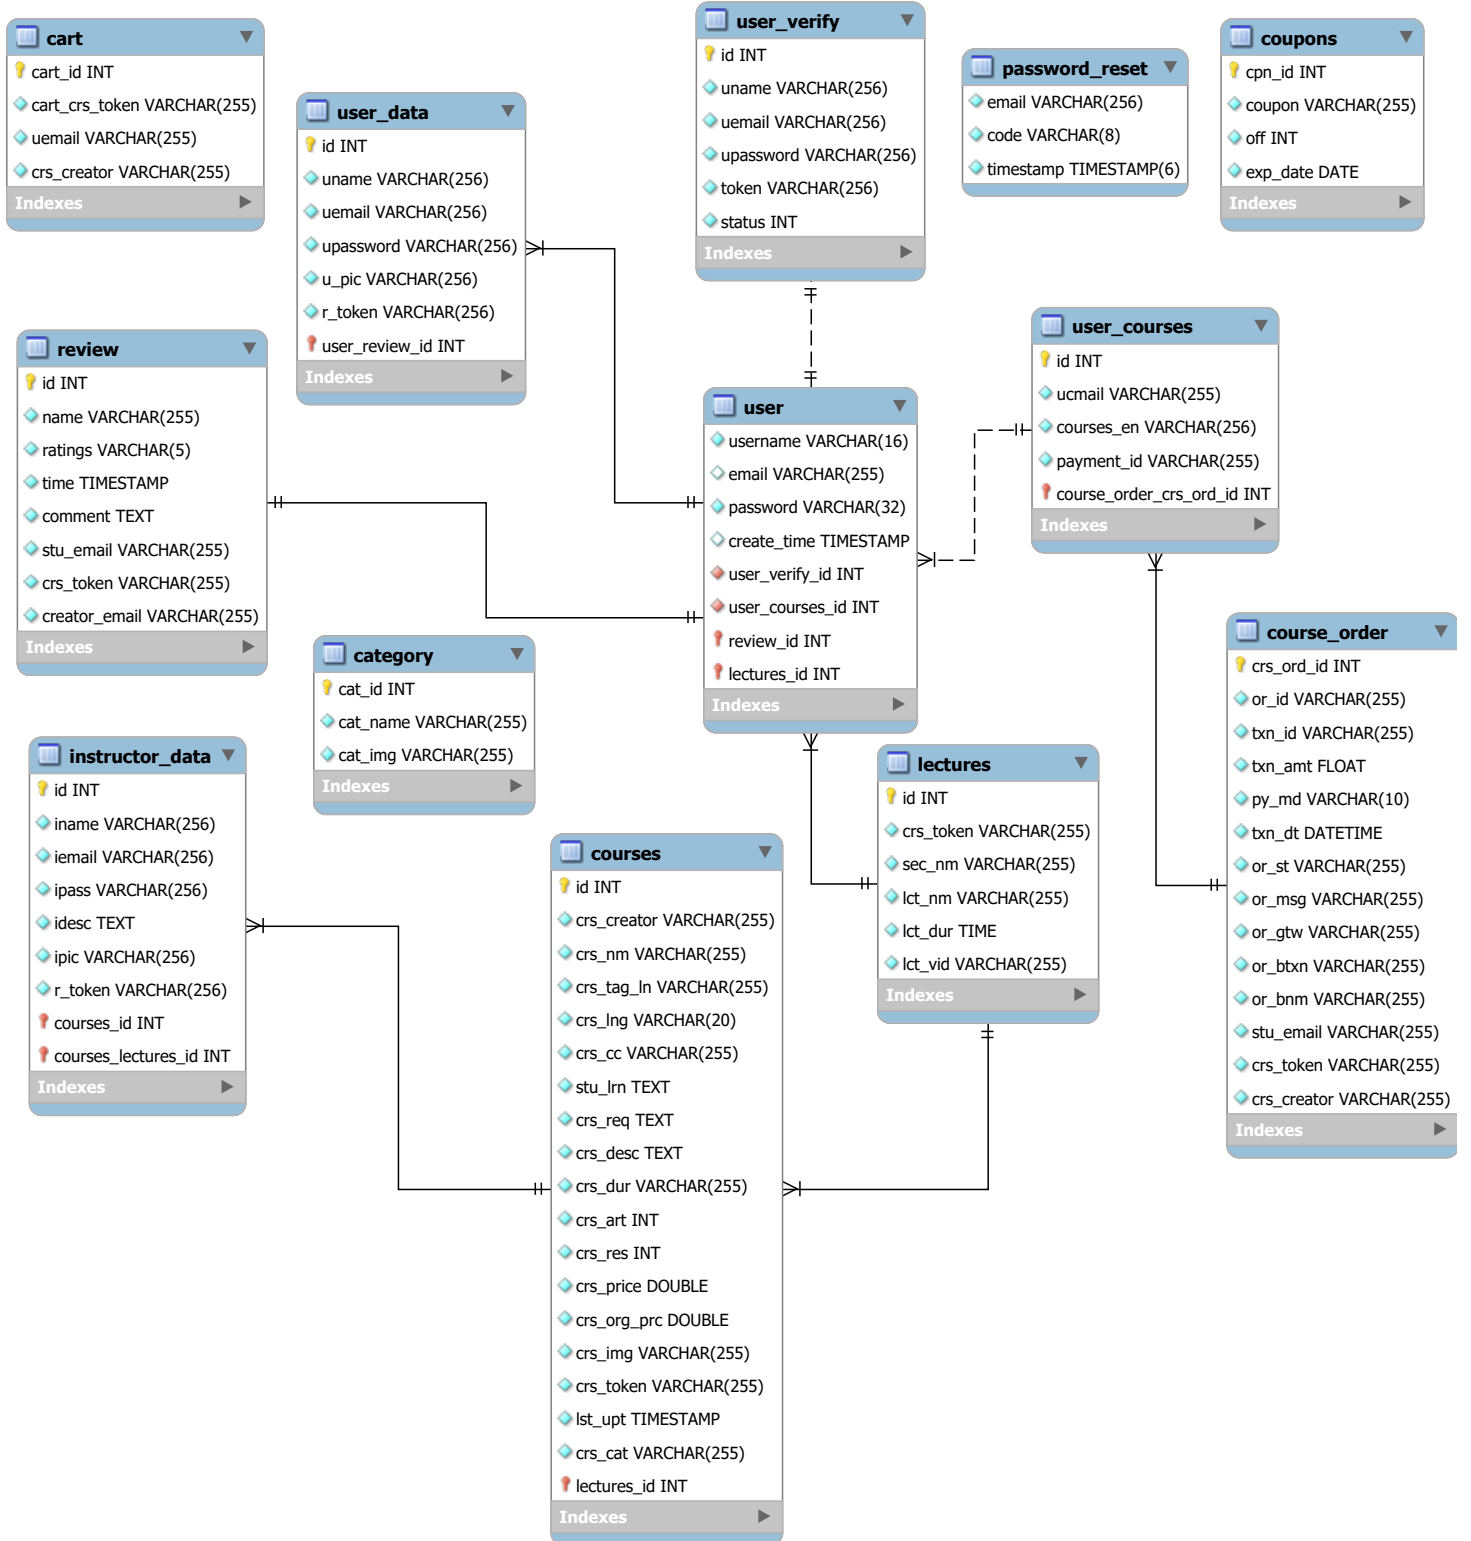 cart
cart_id INT
cart_crs_token VARCHAR(255)
uemail VARCHAR(255)
crs_creator VARCHAR(255)
Indexes
user_data
id INT
uname VARCHAR(256)
uemail VARCHAR(256)
upassword VARCHAR(256)
u_pic VARCHAR(256)
r_token VARCHAR(256)
user_review_id INT
Indexes
user_verify
id INT
uname VARCHAR(256)
uemail VARCHAR(256)
upassword VARCHAR(256)
token VARCHAR(256)
status INT
Indexes
password_reset
email VARCHAR(256)
code VARCHAR(8)
timestamp TIMESTAMP(6)
coupons
cpn_id INT
coupon VARCHAR(255)
off INT
exp_date DATE
Indexes
review
id INT
name VARCHAR(255)
ratings VARCHAR(5)
time TIMESTAMP
comment TEXT
stu_email VARCHAR(255)
crs_token VARCHAR(255)
creator_email VARCHAR(255)
Indexes
user
username VARCHAR(16)
email VARCHAR(255)
password VARCHAR(32)
create_time TIMESTAMP
user_verify_id INT
user_courses_id INT
review_id INT
lectures_id INT
Indexes
user_courses
id INT
ucmail VARCHAR(255)
courses_en VARCHAR(256)
payment_id VARCHAR(255)
course_order_crs_ord_id INT
Indexes
category
cat_id INT
cat_name VARCHAR(255)
cat_img VARCHAR(255)
Indexes
course_order
crs_ord_id INT
or_id VARCHAR(255)
txn_id VARCHAR(255)
txn_amt FLOAT
py_md VARCHAR(10)
txn_dt DATETIME
or_st VARCHAR(255)
or_msg VARCHAR(255)
or_gtw VARCHAR(255)
or_btxn VARCHAR(255)
or_bnm VARCHAR(255)
stu_email VARCHAR(255)
crs_token VARCHAR(255)
crs_creator VARCHAR(255)
Indexes
instructor_data
id INT
iname VARCHAR(256)
iemail VARCHAR(256)
ipass VARCHAR(256)
idesc TEXT
ipic VARCHAR(256)
r_token VARCHAR(256)
courses_id INT
courses_lectures_id INT
Indexes
lectures
id INT
crs_token VARCHAR(255)
sec_nm VARCHAR(255)
lct_nm VARCHAR(255)
lct_dur TIME
lct_vid VARCHAR(255)
Indexes
courses
id INT
crs_creator VARCHAR(255)
crs_nm VARCHAR(255)
crs_tag_ln VARCHAR(255)
crs_lng VARCHAR(20)
crs_cc VARCHAR(255)
stu_lrn TEXT
crs_req TEXT
crs_desc TEXT
crs_dur VARCHAR(255)
crs_art INT
crs_res INT
crs_price DOUBLE
crs_org_prc DOUBLE
crs_img VARCHAR(255)
crs_token VARCHAR(255)
lst_upt TIMESTAMP
crs_cat VARCHAR(255)
lectures_id INT
Indexes